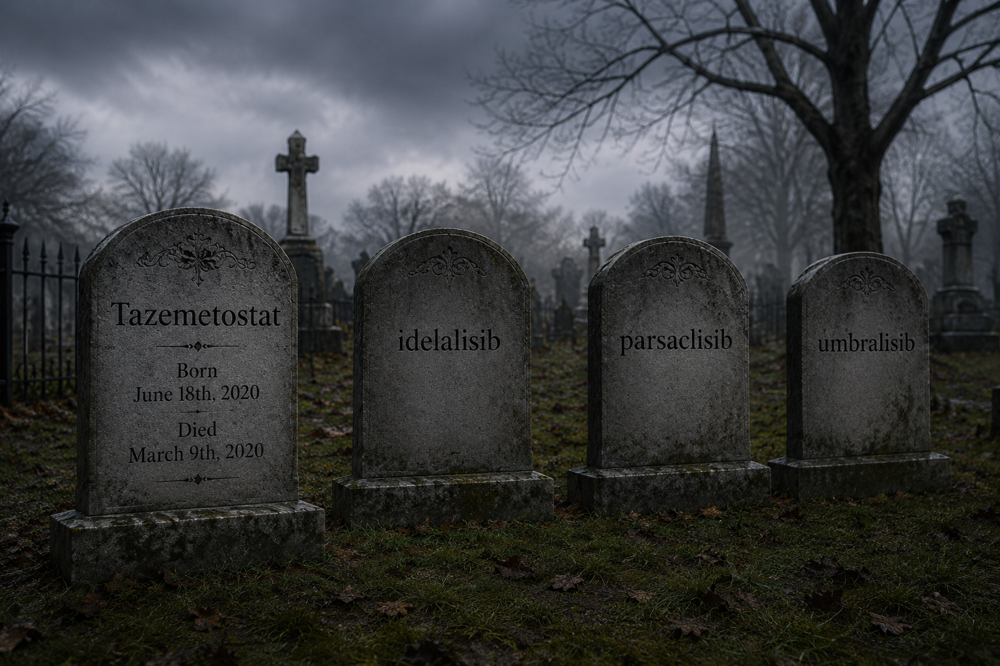 Tazemetostat
Born
June 18th, 2020
Died
March 9th, 2020
idelalisib
parsaclisib
umbralisib